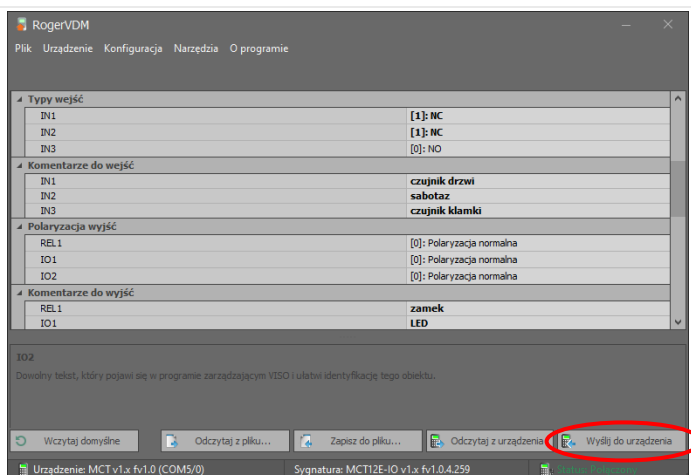 RogerVDM
Plik Urządzenie Konfiguracja Narzędzia O programie
Typy wejść
IN1 [1]: NC
IN2 [1]: NC
IN3 [0]: NO
Komentarze do wejść
IN1 czujnik drzwi
IN2 sabotaz
IN3 czujnik klamki
Polaryzacja wyjść
REL1 [0]: Polaryzacja normalna
IO1 [0]: Polaryzacja normalna
IO2 [0]: Polaryzacja normalna
Komentarze do wyjść
REL1 zamek
IO1 LED
IO2
Dowolny tekst, który pojawi się w programie zarządzającym VISO i ułatwi identyfikację tego obiektu.
Wczytaj domyślne Odczytaj z pliku... Zapisz do pliku... Odczytaj z urządzenia Wyślij do urządzenia
Urządzenie: MCT v1.x fv1.0 (COM5/0) Sygnatura: MCT12E-IO v1.x fv1.0.4.259 Status: Połączony